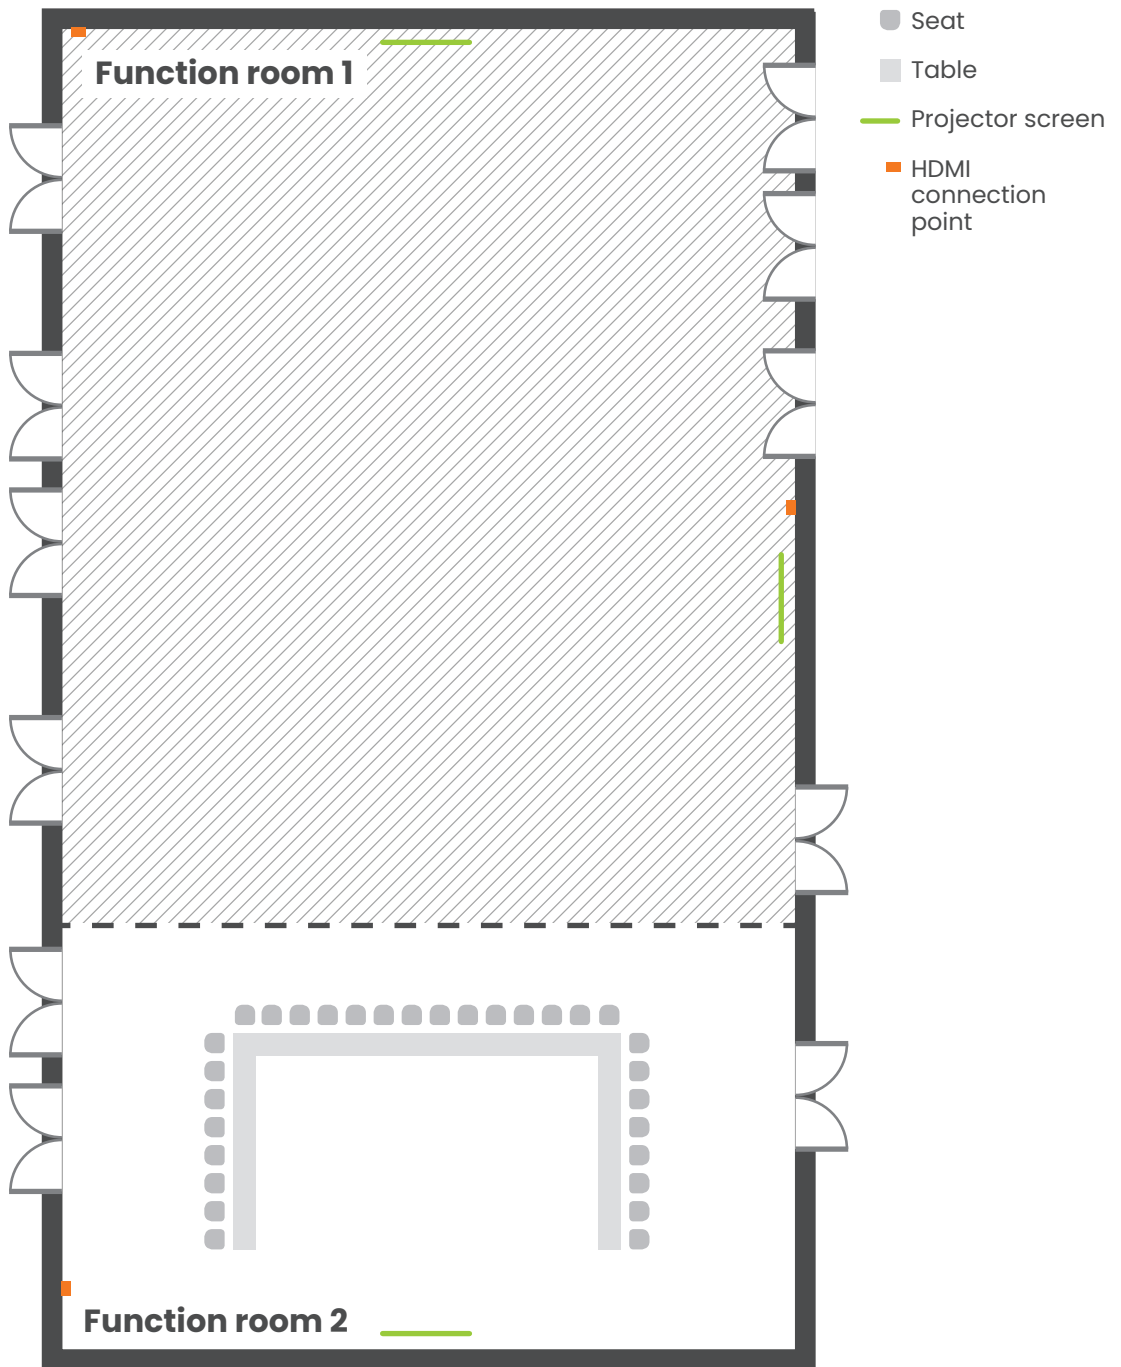 Function room 1
Seat
Table
Projector screen
HDMI
connection
point
Function room 2